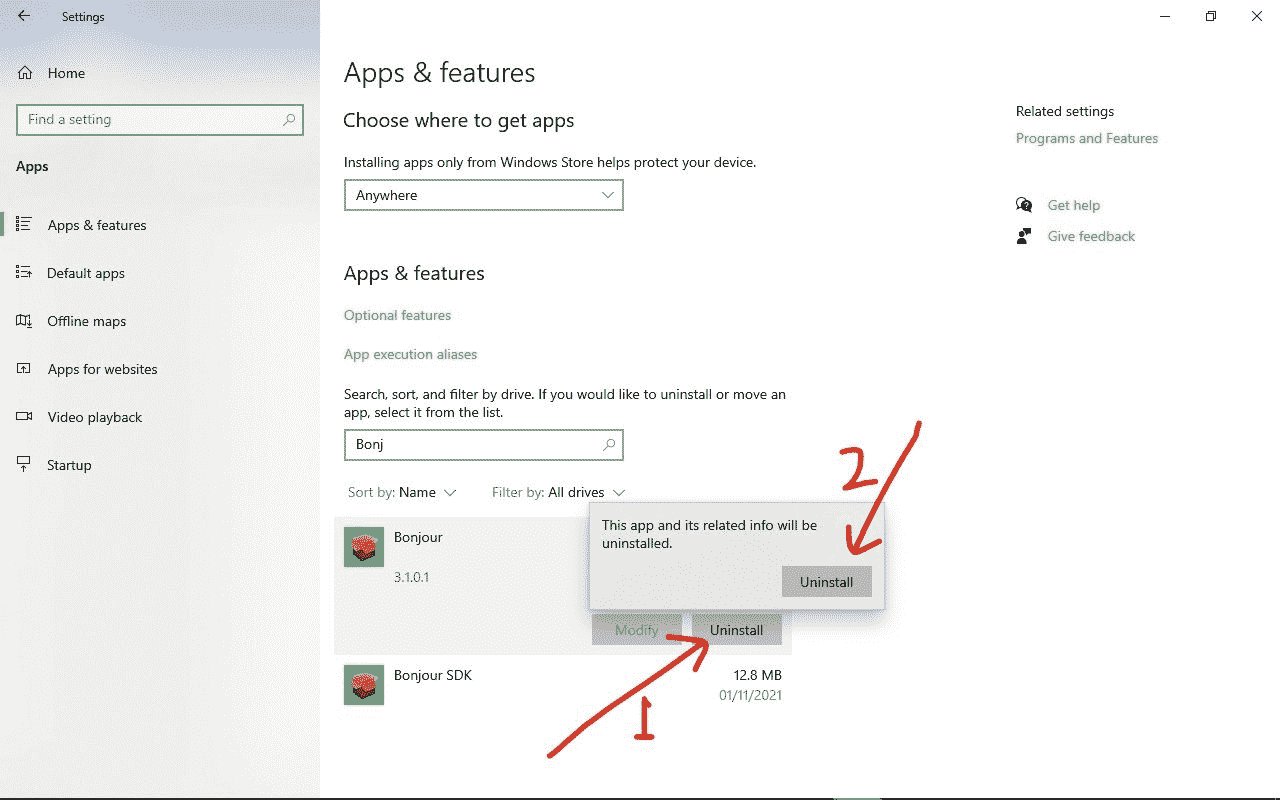 Settings
Home
Find a setting
Apps
Apps & features
Default apps
Offline maps
Apps for websites
Video playback
Startup
Apps & features
Choose where to get apps
Installing apps only from Windows Store helps protect your device.
Anywhere
Apps & features
Optional features
App execution aliases
Search, sort, and filter by drive. If you would like to uninstall or move an
app, select it from the list.
Bonj
Sort by: Name
Filter by: All drives
Bonjour
3.1.0.1
This app and its related info will be
uninstalled.
Uninstall
2
Modify
Uninstall
1
Bonjour SDK
12.8 MB
01/11/2021
Related settings
Programs and Features
Get help
Give feedback